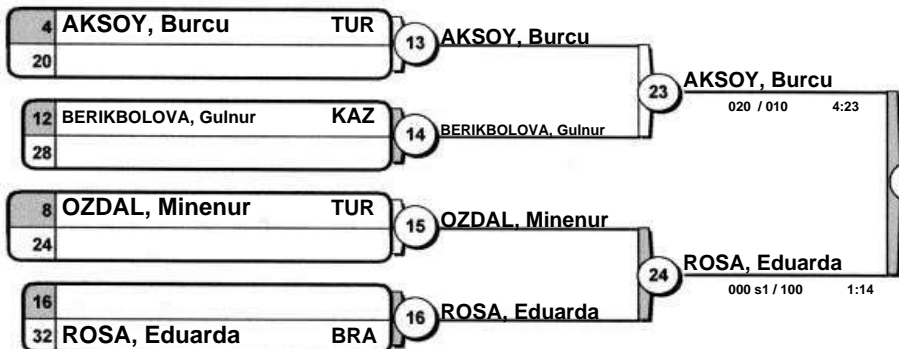 4 AKSOY, Burcu TUR
20
13 AKSOY, Burcu
12 BERIKBOLOVA, Gulnur KAZ
28
14 BERIKBOLOVA, Gulnur
23 AKSOY, Burcu
020 / 010 4:23
8 OZDAL, Minenur TUR
24
15 OZDAL, Minenur
16
32 ROSA, Eduarda BRA
16 ROSA, Eduarda
24 ROSA, Eduarda
000 s1 / 100 1:14